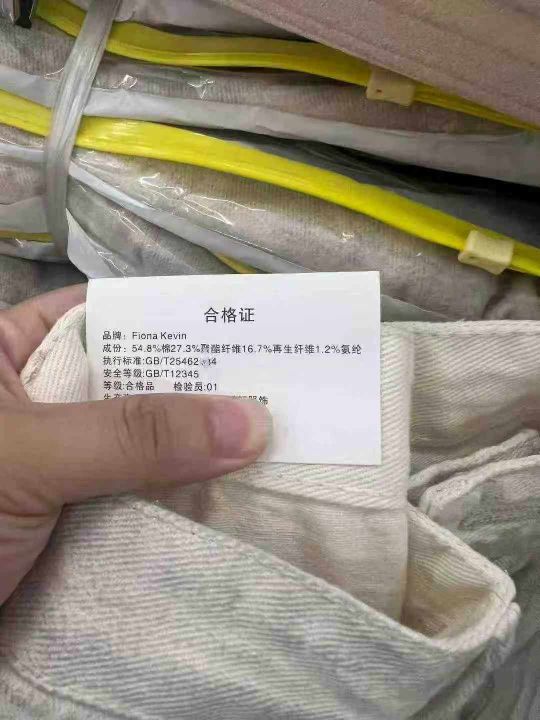 合格证
品牌：Fiona Kevin
成份：54.8%棉27.3%聚酯纤维16.7%再生纤维1.2%氨纶
执行标准:GB/T25462
安全等级:GB/T12345
等级:合格品 检验员:01